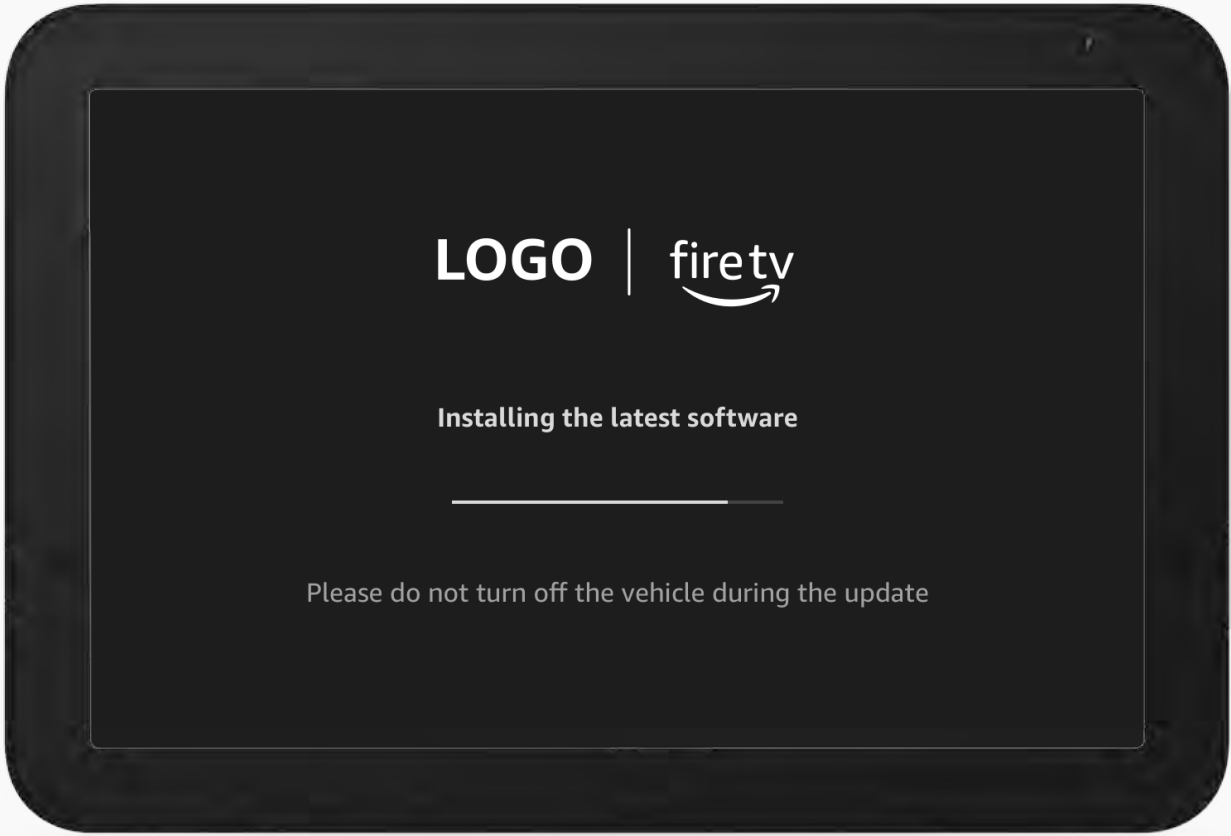 LOGO | fire tv
Installing the latest software
Please do not turn off the vehicle during the update